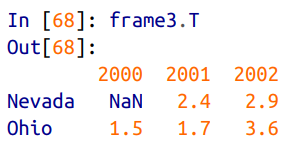 In [68]: frame3.T
Out[68]:
2000 2001 2002
Nevada NaN 2.4 2.9
Ohio 1.5 1.7 3.6